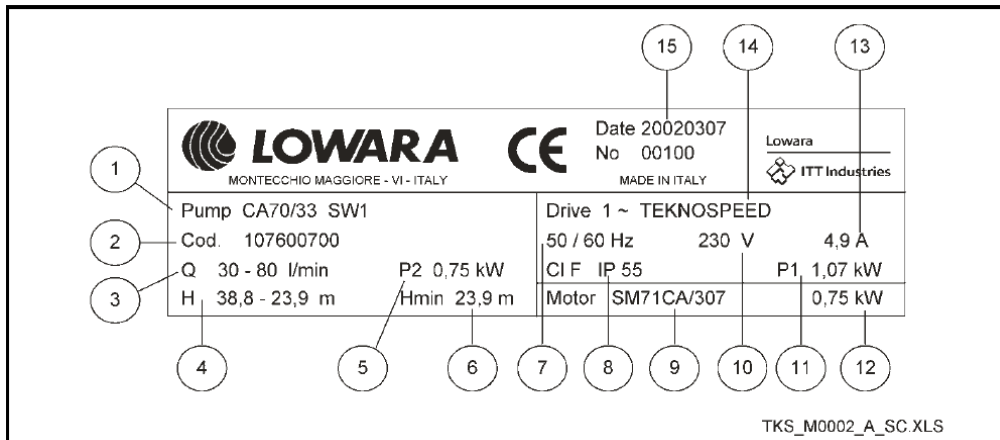 15 14 13
LOWARA
MONTECCHIO MAGGIORE - VI - ITALY
CE
Date 20020307
No 00100
MADE IN ITALY
Lowara
ITT Industries
1
Pump CA70/33 SW1
Drive 1 ~ TEKNOSPEED
2
Cod. 107600700
50 / 60 Hz 230 V 4,9 A
3
Q 30 - 80 l/min P2 0,75 kW
Cl F IP 55 P1 1,07 kW
H 38,8 - 23,9 m Hmin 23,9 m
Motor SM71CA/307 0,75 kW
4 5 6 7 8 9 10 11 12
TKS_M0002_A_SC.XLS